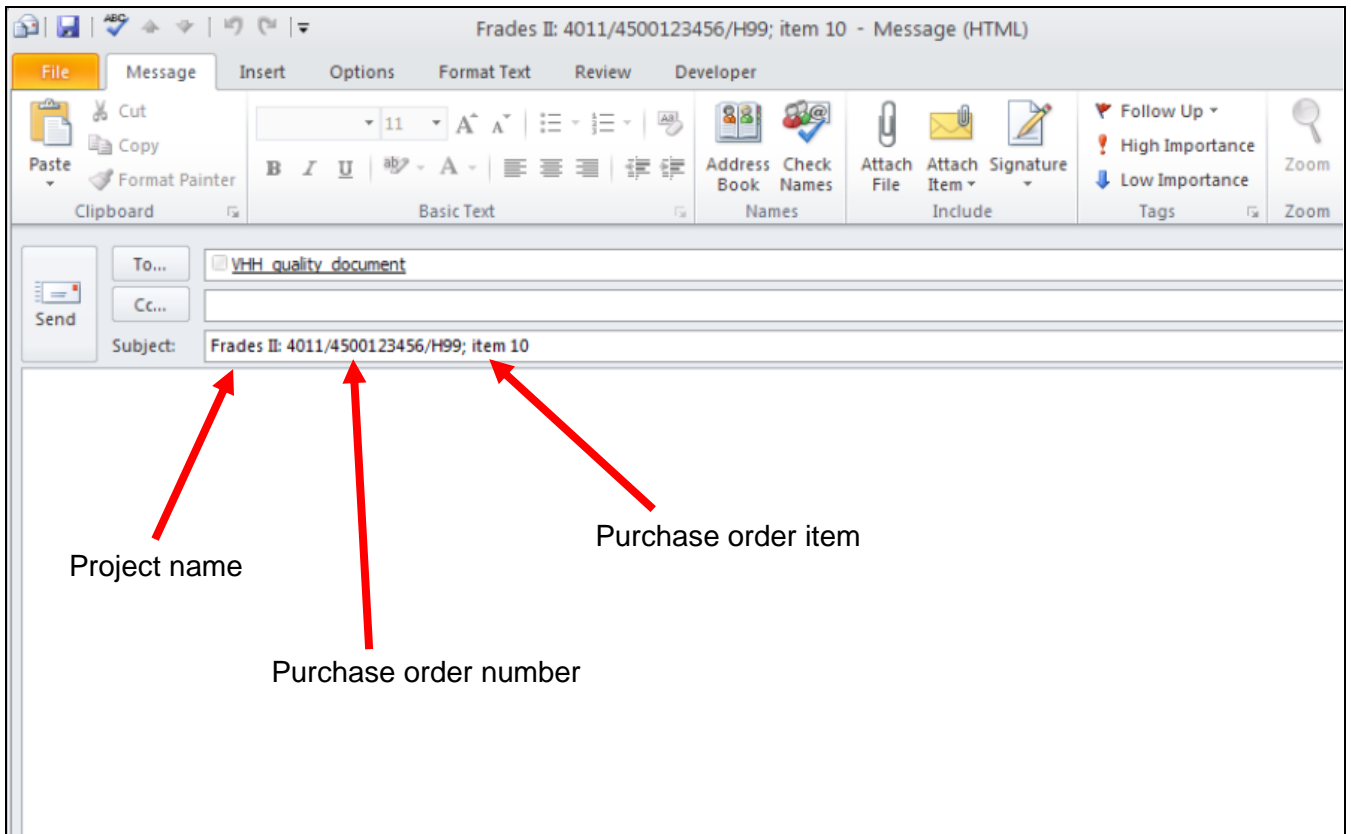 ABC
Frades II: 4011/4500123456/H99; item 10 - Message (HTML)
File Message Insert Options Format Text Review Developer
Paste
Cut
Copy
Format Painter
Clipboard
11
A A
B I U ab A
Basic Text
Address Book
Check Names
Names
Attach File
Attach Item
Signature
Include
Follow Up
High Importance
Low Importance
Tags
Zoom
Zoom
Send
To... VHH_quality_document
Cc...
Subject: Frades II: 4011/4500123456/H99; item 10
Purchase order item
Project name
Purchase order number